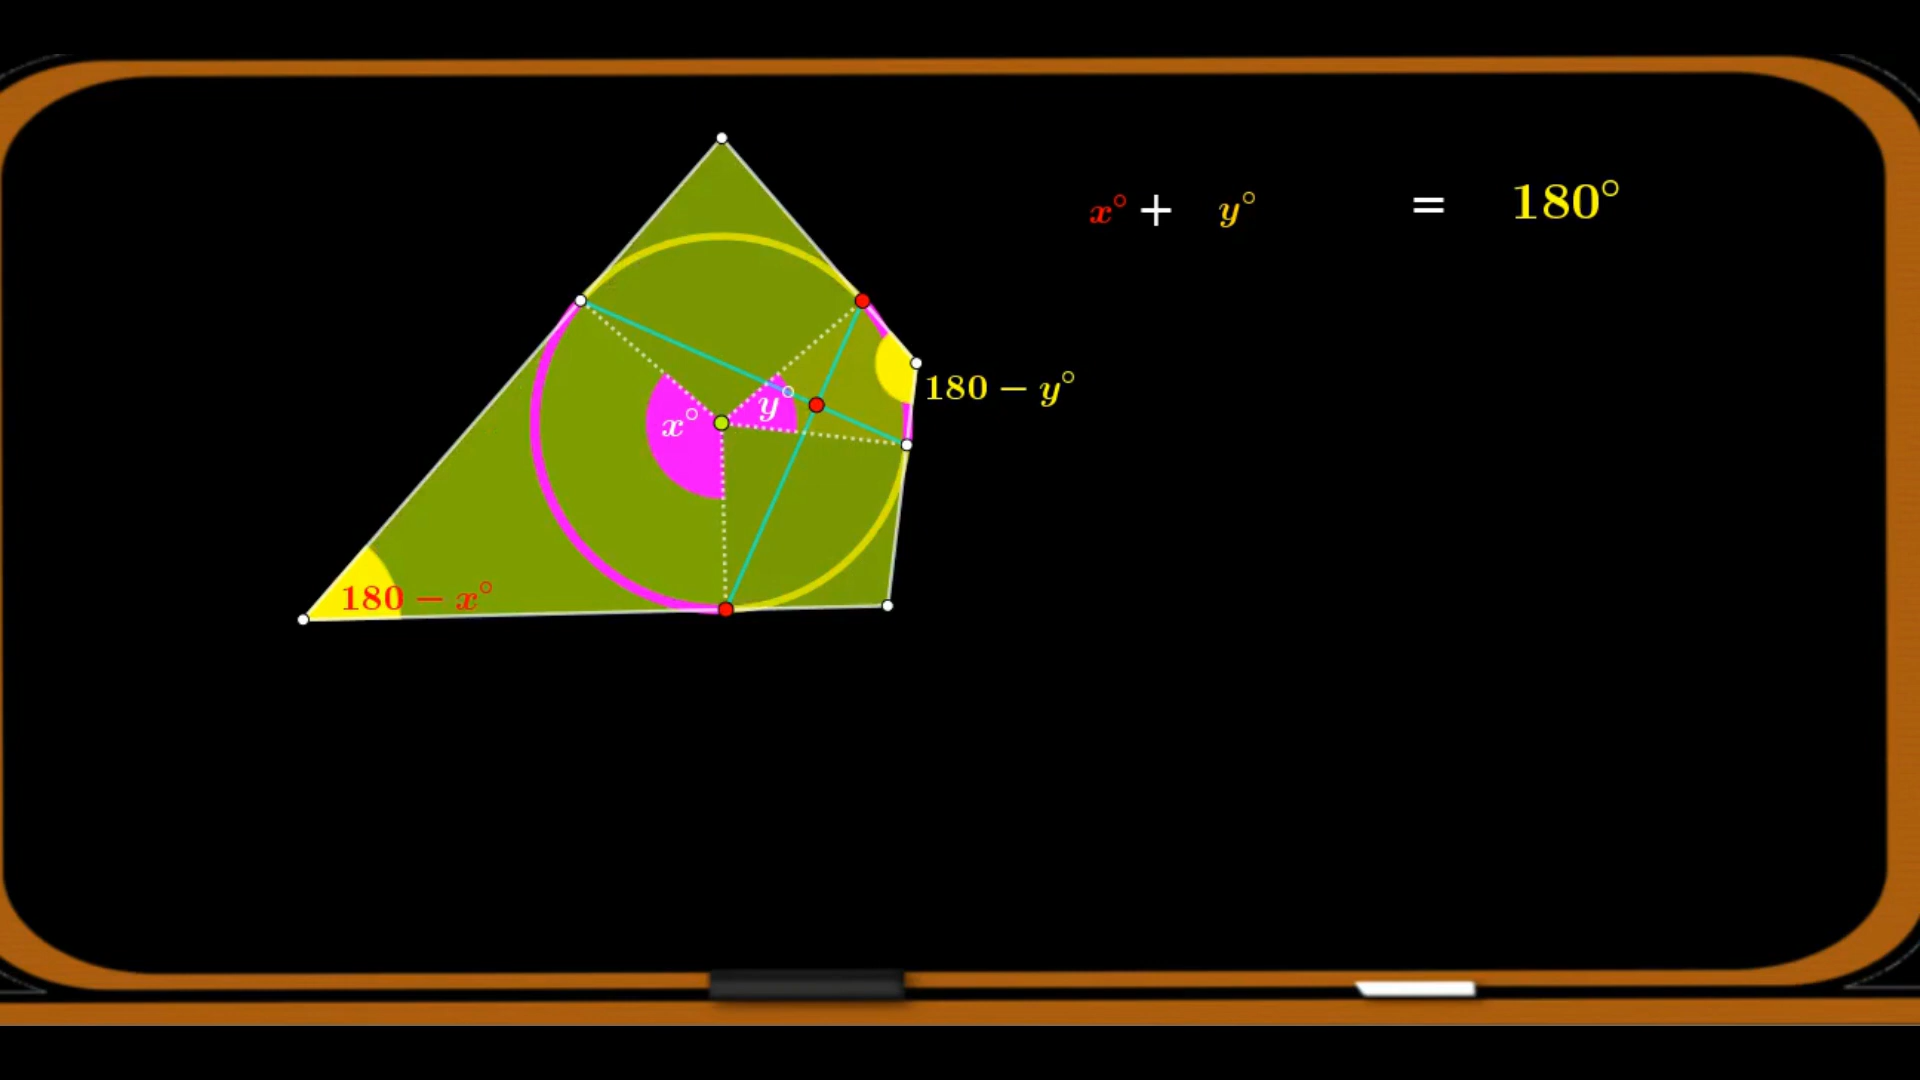 x° + y° = 180°
180 − y°
y°
x°
180 − x°